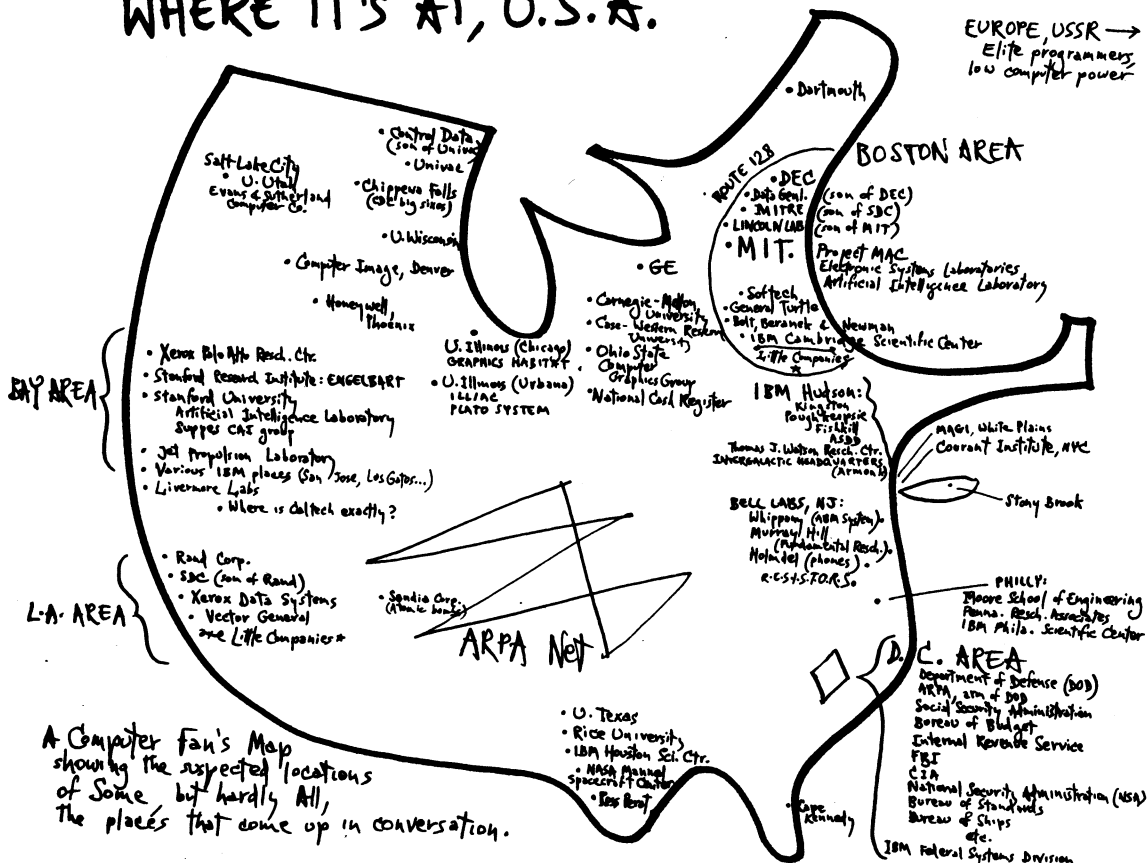 WHERE IT'S AT, U.S.A.
EUROPE, USSR →
Elite programmers,
low computer power
• Dartmouth
BOSTON AREA
ROUTE 128
• DEC
• Data Genl. (son of DEC)
• MITRE (son of SDC)
• LINCOLN LAB (son of MIT)
• MIT. Project MAC
Electronic Systems Laboratories
Artificial Intelligence Laboratory
• Softech
• General Turtle
• Bolt, Beranek & Newman
• IBM Cambridge Scientific Center
Little Companies
*
• Control Data
(son of Univac)
• Univac
• Chippewa Falls
(CDC big sixes)
Salt Lake City
• U. Utah
Evans & Sutherland
Computer Co.
• U. Wisconsin
• Computer Image, Denver
• Honeywell,
Phoenix
• GE
• Carnegie-Mellon
University
• Case-Western Reserve
University
• Ohio State
Computer
Graphics Group
• National Cash Register
U. Illinois (Chicago)
GRAPHICS HABITAT
• U. Illinois (Urbana)
ILLIAC
PLATO SYSTEM
BAY AREA
• Xerox Palo Alto Resch. Ctr.
• Stanford Research Institute: ENGELBART
• Stanford University
Artificial Intelligence Laboratory
Suppes CAI group
• Jet Propulsion Laboratory
• Various IBM places (San Jose, Los Gatos...)
• Livermore Labs
• Where is Caltech exactly?
IBM Hudson:
Kingston
Poughkeepsie
Fishkill
ASDD
Thomas J. Watson Resch. Ctr.
INTERGALACTIC HEADQUARTERS
(Armonk)
MAGI, White Plains
Courant Institute, NYC
Stony Brook
BELL LABS, NJ:
Whippany (ABM System).
Murray Hill
(Fundamental Resch.).
Holmdel (phones) .
R.E.S.I.S.T.O.R.S.
L.A. AREA
• Rand Corp.
• SDC (son of Rand)
• Xerox Data Systems
• Vector General
are Little Companies*
• Sandia Corp.
(Atomic bombs)
ARPA Net
PHILLY:
Moore School of Engineering
Penna. Resch. Associates
IBM Phila. Scientific Center
D.C. AREA
Department of Defense (DOD)
ARPA, arm of DOD
Social Security Administration
Bureau of Budget
Internal Revenue Service
FBI
CIA
National Security Administration (NSA)
Bureau of Standards
Bureau of Ships
etc.
IBM Federal Systems Division
• U. Texas
• Rice University
• IBM Houston Sci. Ctr.
• NASA Manned
Spacecraft Center
• Ross Perot
• Cape
Kennedy
A Computer Fan's Map
showing the suspected locations
of Some, but hardly All,
the places that come up in conversation.